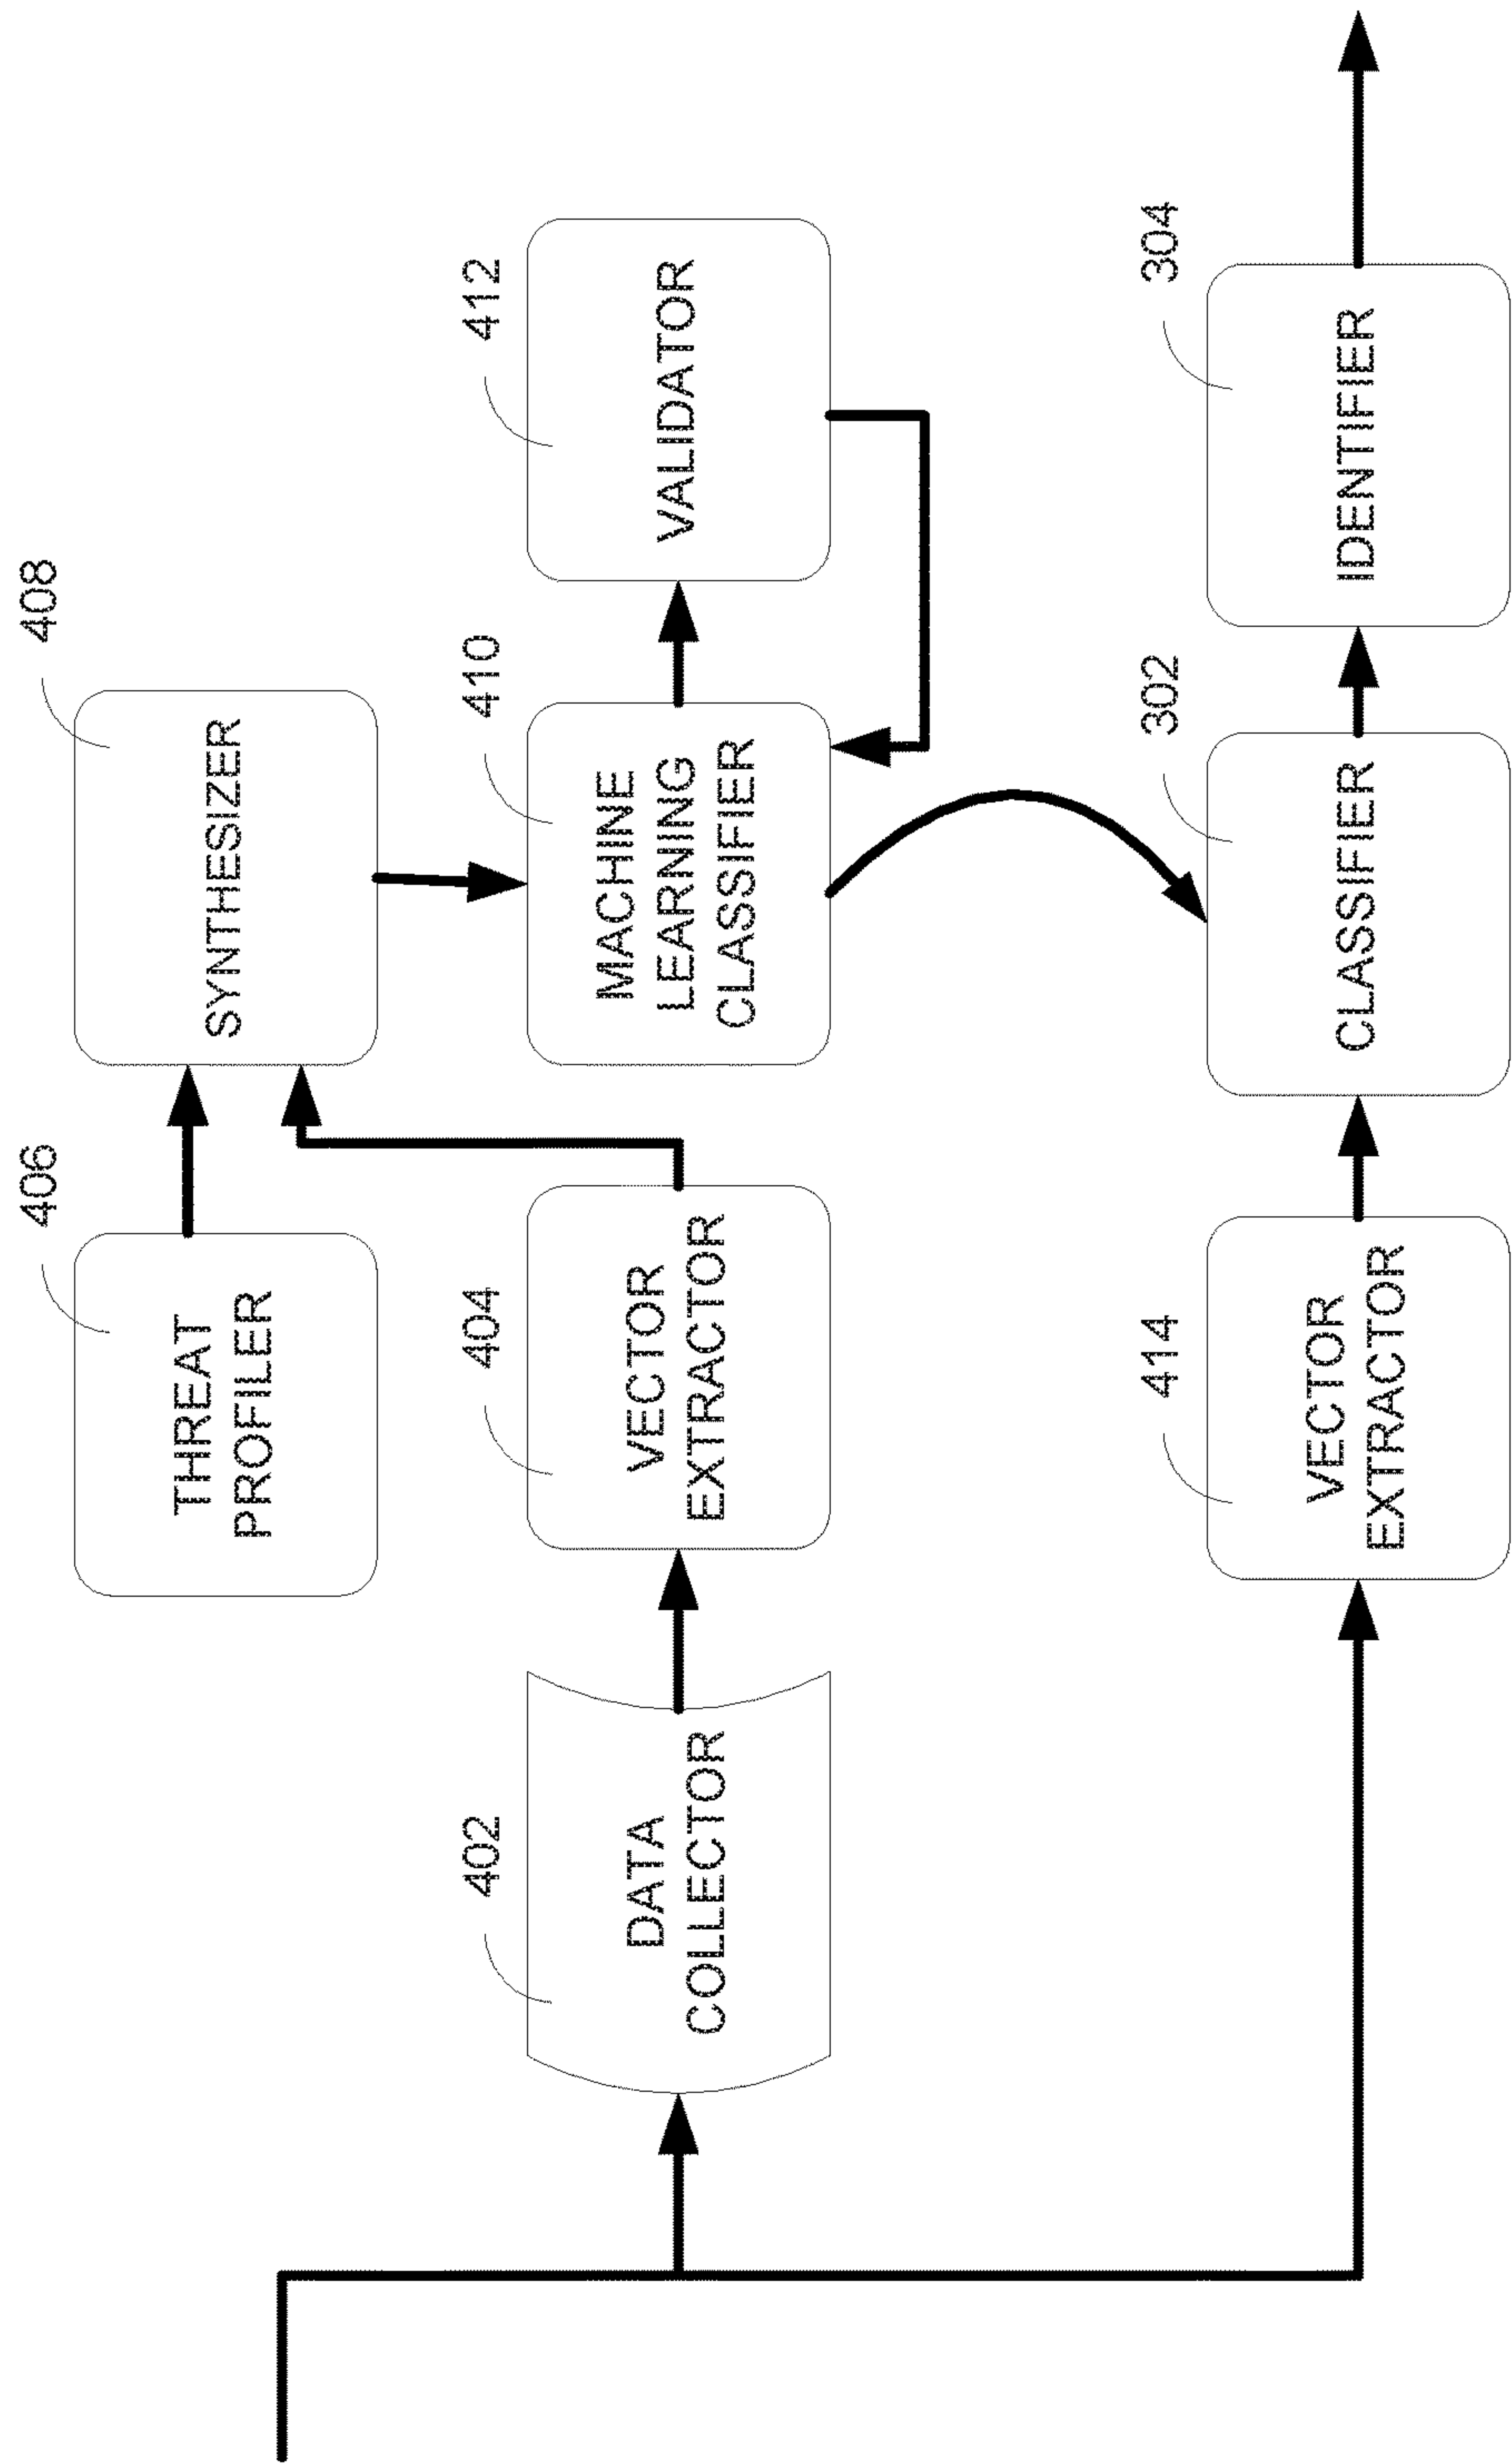 406
THREAT
PROFILER
408
SYNTHESIZER
402
DATA
COLLECTOR
404
VECTOR
EXTRACTOR
410
MACHINE
LEARNING
CLASSIFIER
412
VALIDATOR
414
VECTOR
EXTRACTOR
302
CLASSIFIER
304
IDENTIFIER